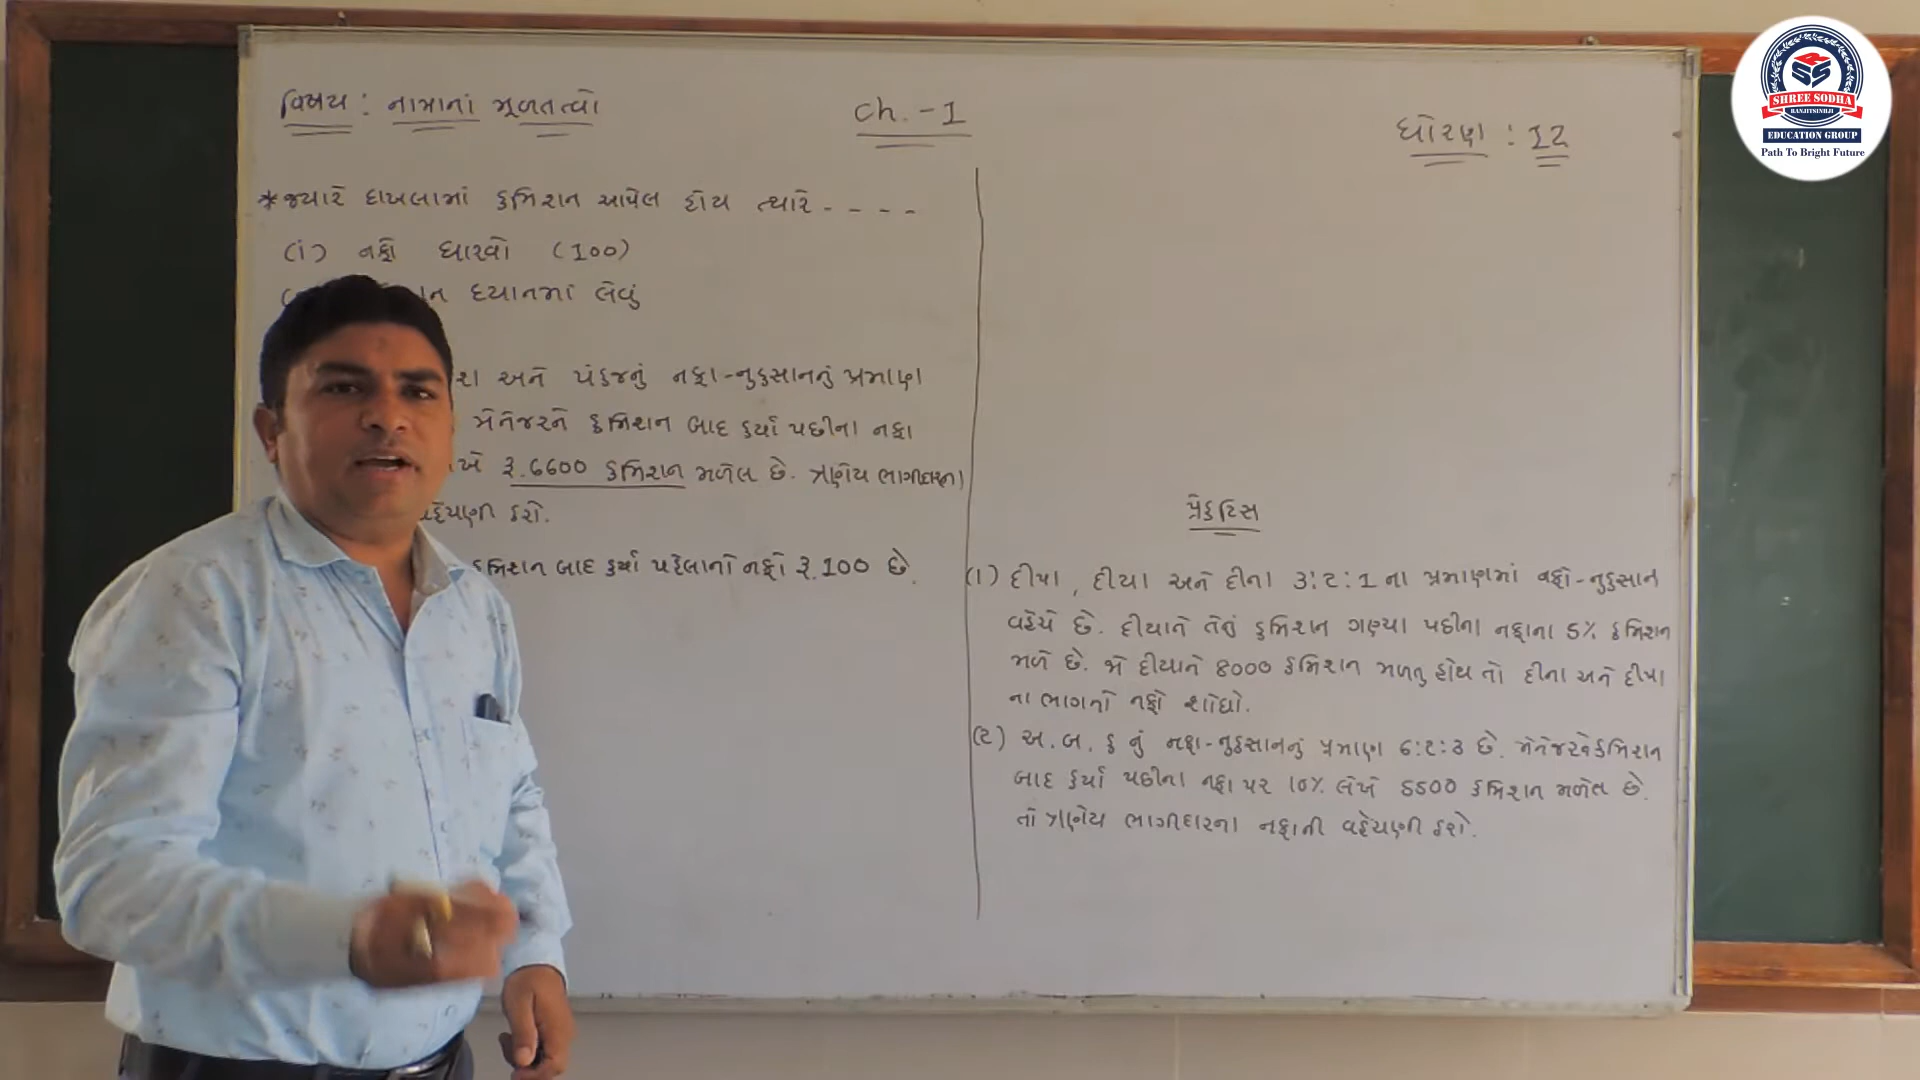 વિષય : નામાનાં મૂળતત્વો
Ch. - 1
ધોરણ : 12
* જ્યારે દાખલામાં કમિશન આપેલ હોય ત્યારે - - - -
(i) નફો ધારવો (100)
ધ્યાનમાં લેવું
અને પંકજનું નફા-નુકસાનનું પ્રમાણ
મેનેજરને કમિશન બાદ કર્યા પછીના નફા
રૂ. 6600 કમિશન મળેલ છે. ત્રણેય ભાગીદારના
વહેંચણી કરો.
કમિશન બાદ કર્યા પહેલાનો નફો રૂ. 100 છે.
પ્રેકટિસ
(1) દીપા, દીયા અને દીના 3:2:1 ના પ્રમાણમાં નફો-નુકસાન
વહેંચે છે. દીયાને તેનું કમિશન ગણ્યા પછીના નફાના 5% કમિશન
મળે છે. જો દીયાને 8000 કમિશન મળતુ હોય તો દીના અને દીપા
ના ભાગનો નફો શોધો.
(2) અ, બ, ક નું નફા-નુકસાનનું પ્રમાણ 6:2:3 છે. મેનેજરને કમિશન
બાદ કર્યા પછીના નફા પર 10% લેખે 5500 કમિશન મળેલ છે.
તો ત્રણેય ભાગીદારના નફાની વહેંચણી કરો.
SHREE SODHA
RANJITSINHJI
EDUCATION GROUP
Path To Bright Future